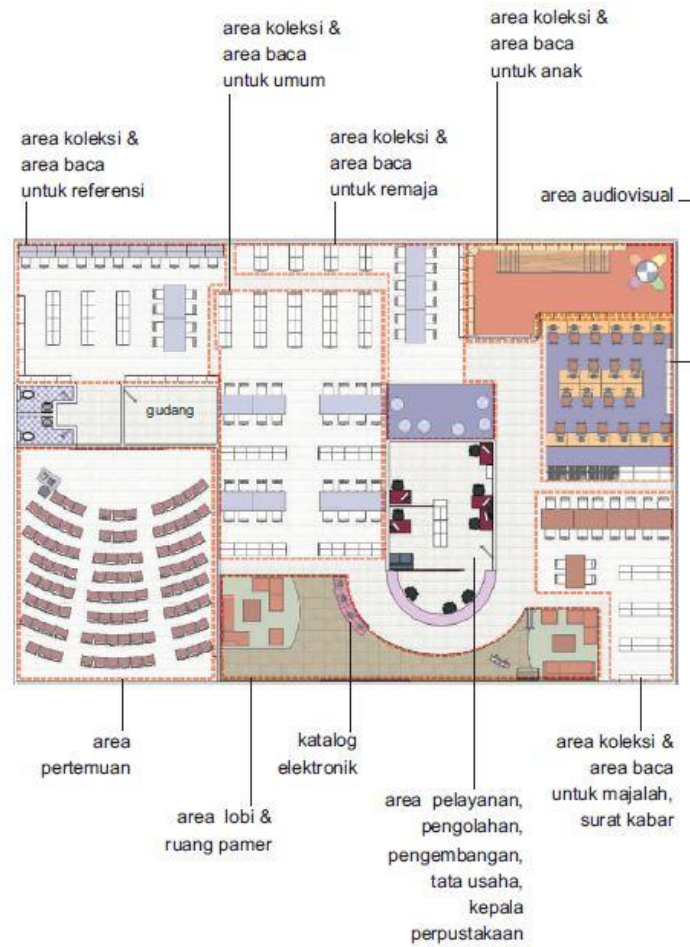 area koleksi &
area baca
untuk umum
area koleksi &
area baca
untuk anak
area koleksi &
area baca
untuk referensi
area koleksi &
area baca
untuk remaja
area audiovisual
gudang
area
pertemuan
katalog
elektronik
area koleksi &
area baca
untuk majalah,
surat kabar
area lobi &
ruang pamer
area pelayanan,
pengolahan,
pengembangan,
tata usaha,
kepala
perpustakaan